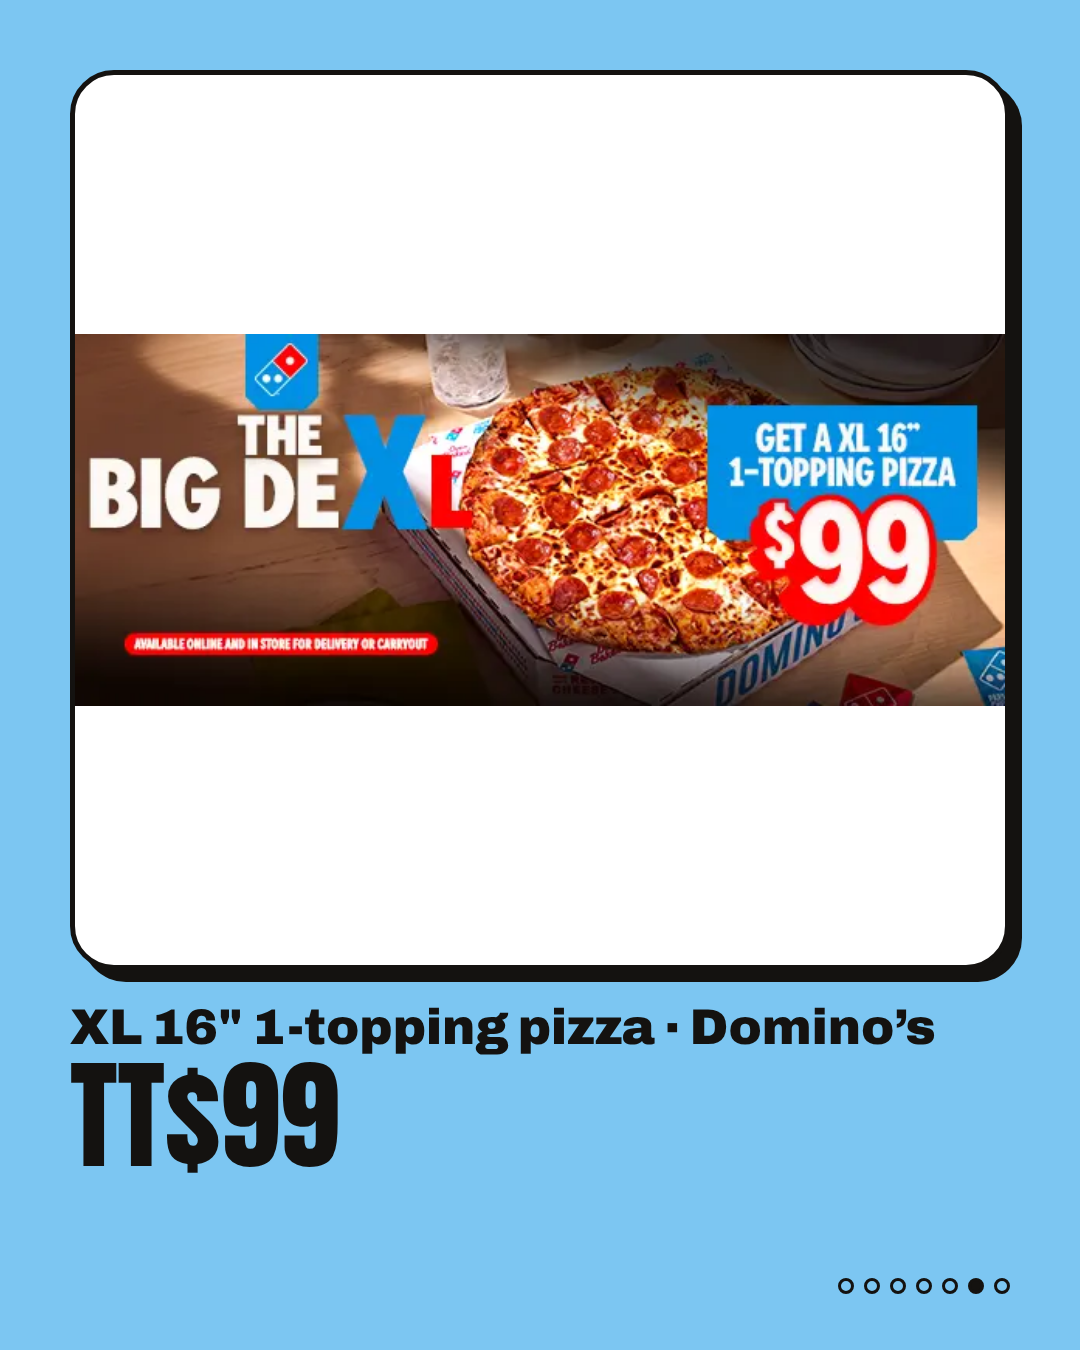 THE
BIG DEXL
GET A XL 16”
1-TOPPING PIZZA
$99
AVAILABLE ONLINE AND IN STORE FOR DELIVERY OR CARRYOUT
DOMINO'S
XL 16" 1-topping pizza · Domino’s
TT$99